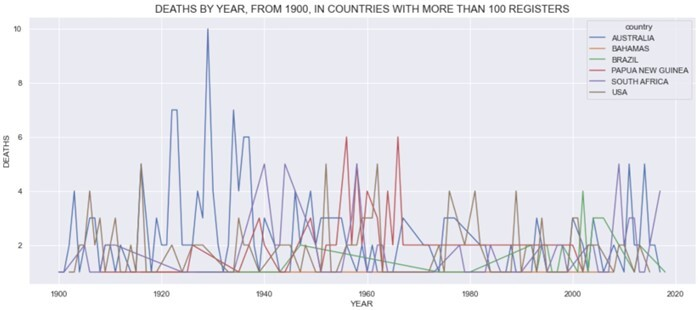 DEATHS BY YEAR, FROM 1900, IN COUNTRIES WITH MORE THAN 100 REGISTERS
country
AUSTRALIA
BAHAMAS
BRAZIL
PAPUA NEW GUINEA
SOUTH AFRICA
USA
DEATHS
10
8
6
4
2
1900 1920 1940 1960 1980 2000 2020
YEAR